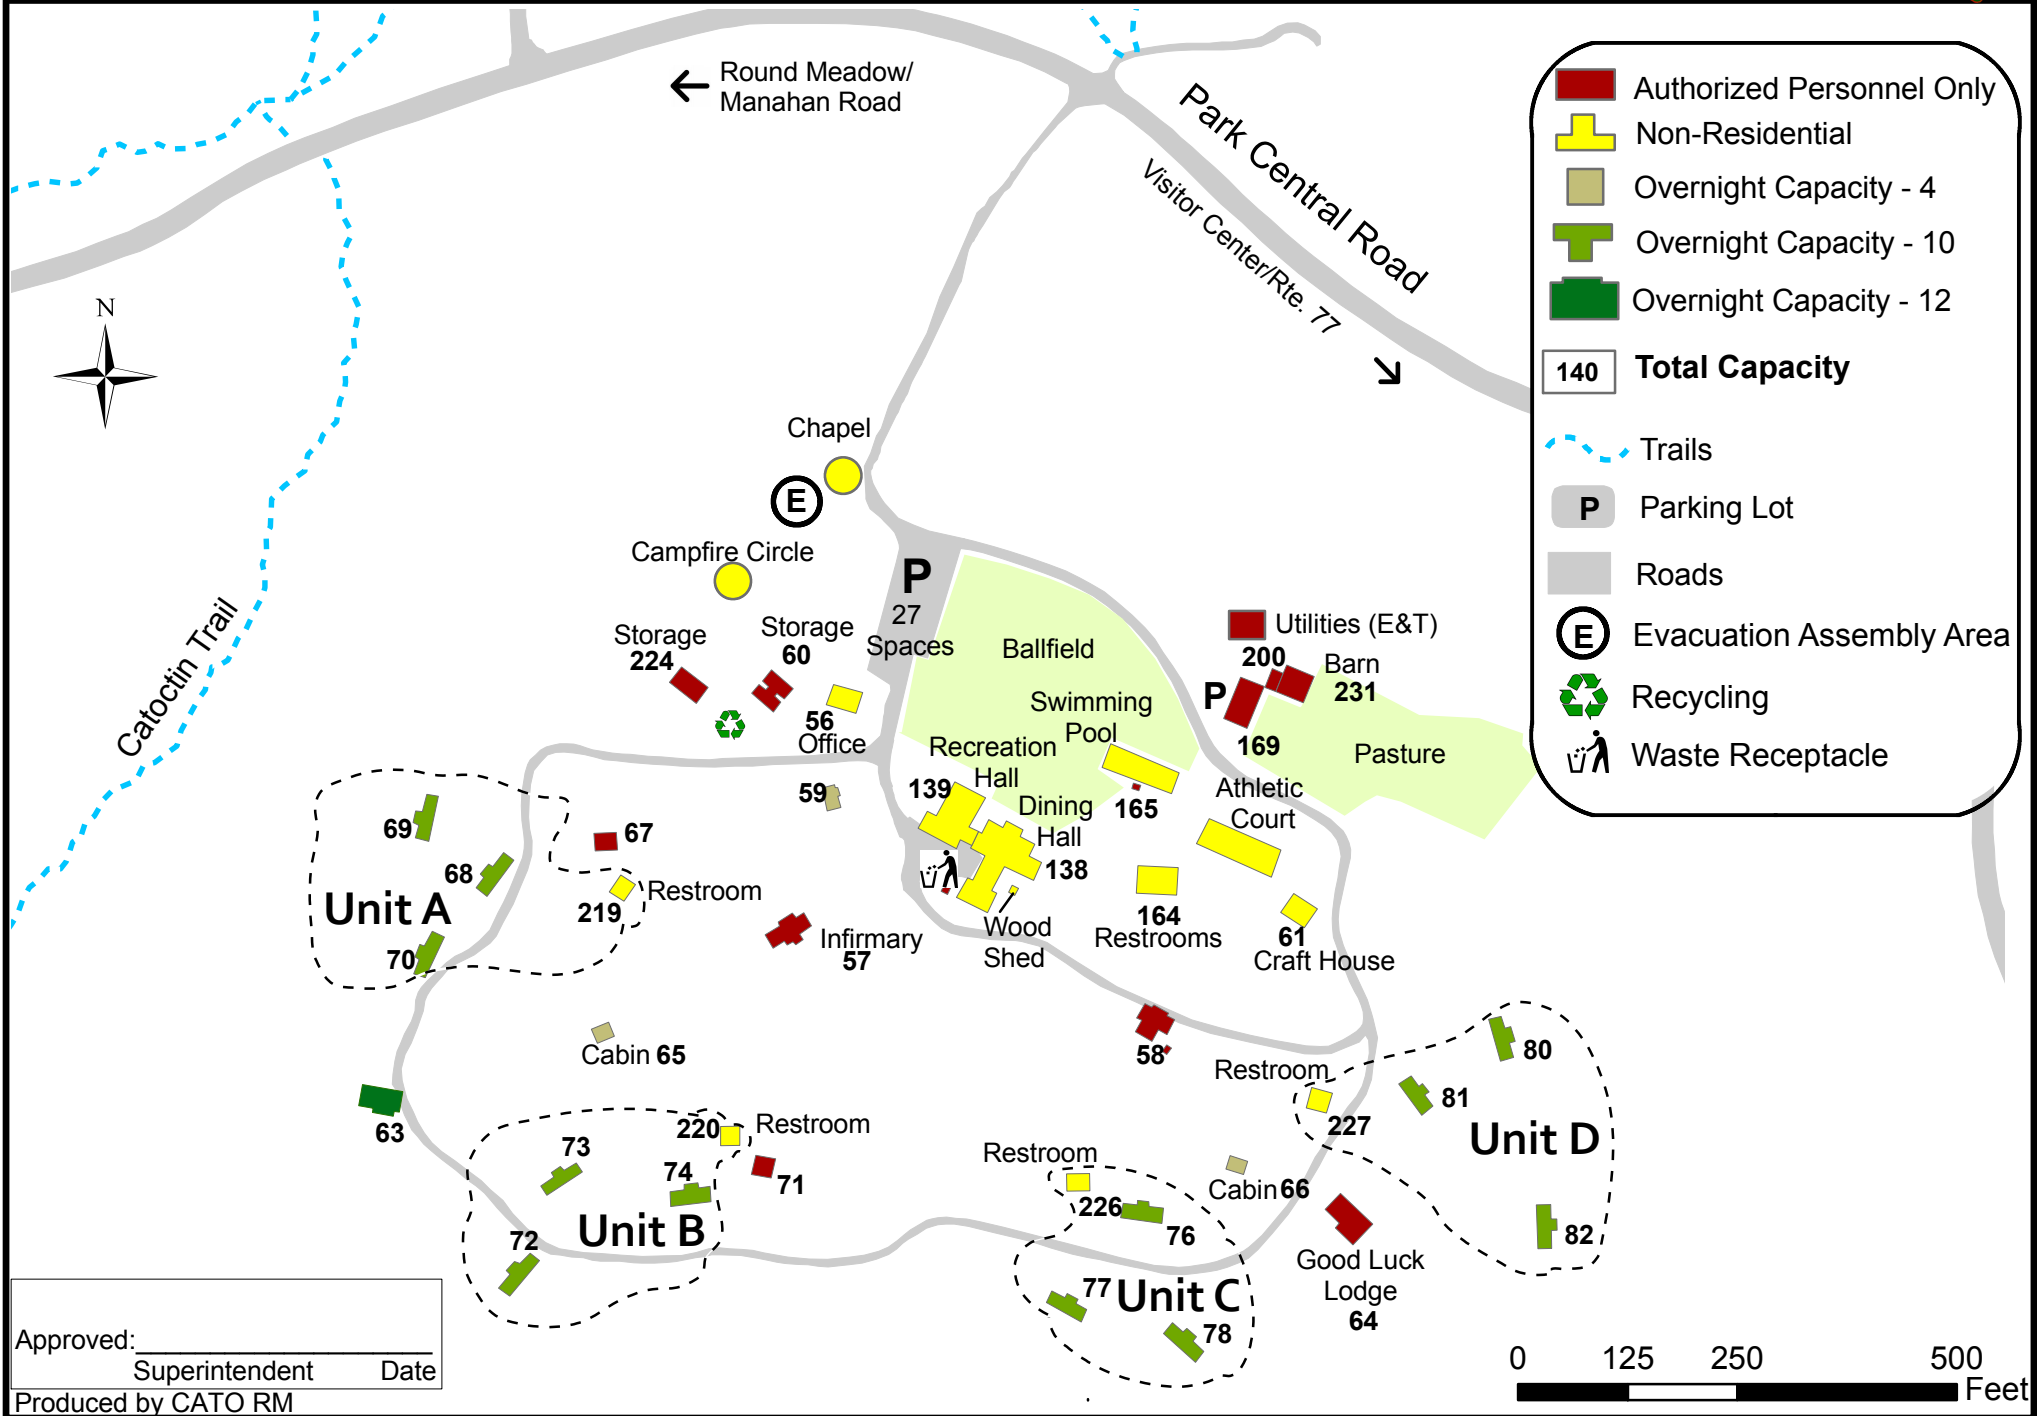 Round Meadow/
Manahan Road
Park Central Road
Visitor Center/Rte. 77
N
Catoctin Trail
Chapel
E
Campfire Circle
P
27
Spaces
Storage
224
Storage
60
56
Office
Ballfield
Swimming
Pool
Utilities (E&T)
200
Barn
231
P
169
Pasture
Recreation
Hall
139
Dining
Hall
138
165
Athletic
Court
59
69
68
Unit A
70
67
Restroom
219
Infirmary
57
Wood
Shed
164
Restrooms
61
Craft House
58
Cabin 65
63
73
74
220
Restroom
71
72
Unit B
Restroom
226
76
77
Unit C
78
Cabin 66
Restroom
227
80
81
Unit D
82
Good Luck
Lodge
64
Authorized Personnel Only
Non-Residential
Overnight Capacity - 4
Overnight Capacity - 10
Overnight Capacity - 12
140 Total Capacity
Trails
P Parking Lot
Roads
E Evacuation Assembly Area
Recycling
Waste Receptacle
Approved:______________________
Superintendent Date
Produced by CATO RM
0 125 250 500
Feet